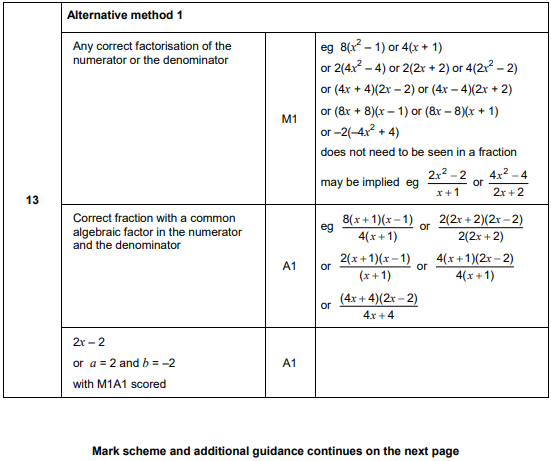 Alternative method 1
13
Any correct factorisation of the
numerator or the denominator
M1
eg 8(x² – 1) or 4(x + 1)
or 2(4x² – 4) or 2(2x + 2) or 4(2x² – 2)
or (4x + 4)(2x – 2) or (4x – 4)(2x + 2)
or (8x + 8)(x – 1) or (8x – 8)(x + 1)
or –2(–4x² + 4)
does not need to be seen in a fraction
may be implied eg (2x² – 2)/(x + 1) or (4x² – 4)/(2x + 2)
Correct fraction with a common
algebraic factor in the numerator
and the denominator
A1
eg 8(x + 1)(x – 1)/4(x + 1) or 2(2x + 2)(2x – 2)/2(2x + 2)
or 2(x + 1)(x – 1)/(x + 1) or 4(x + 1)(2x – 2)/4(x + 1)
or (4x + 4)(2x – 2)/4x + 4
2x – 2
or a = 2 and b = –2
with M1A1 scored
A1
Mark scheme and additional guidance continues on the next page